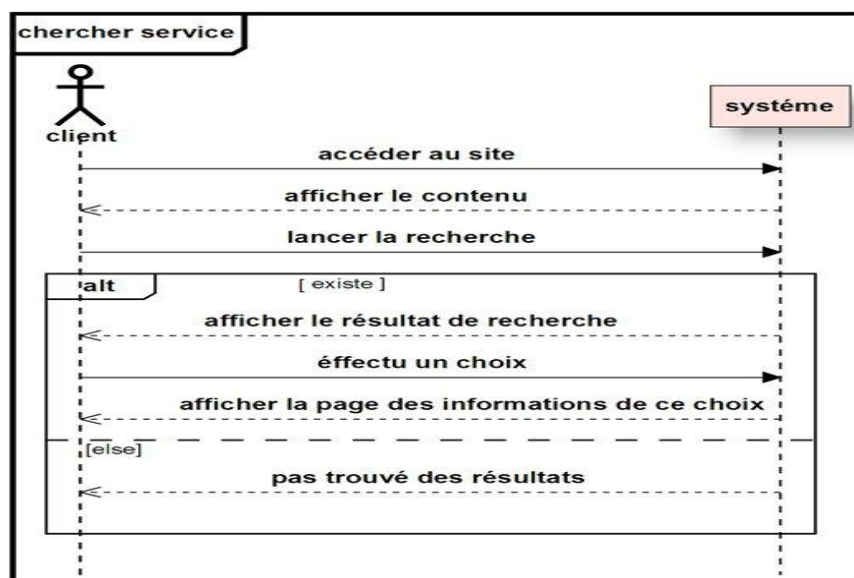 chercher service
client
systéme
accéder au site
afficher le contenu
lancer la recherche
alt
[ existe ]
afficher le résultat de recherche
éffectu un choix
afficher la page des informations de ce choix
[else]
pas trouvé des résultats